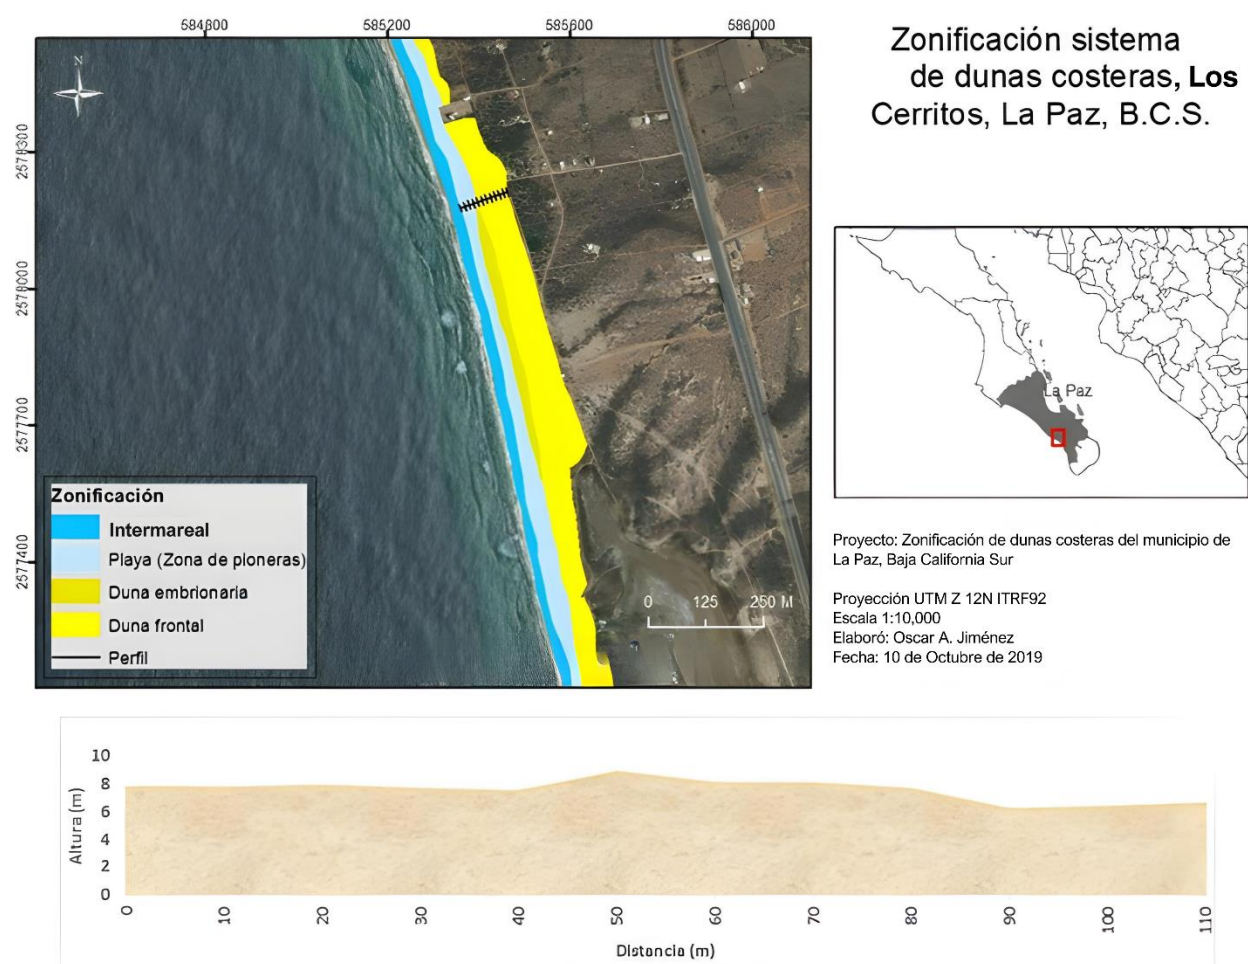 584800
585200
585600
586000
Zonificación sistema
de dunas costeras, Los
Cerritos, La Paz, B.C.S.
N
2578300
2578000
2577700
2577400
Zonificación
Intermareal
Playa (Zona de pioneras)
Duna embrionaria
Duna frontal
Perfil
0 125 250 M
La Paz
Proyecto: Zonificación de dunas costeras del municipio de
La Paz, Baja California Sur
Proyección UTM Z 12N ITRF92
Escala 1:10,000
Elaboró: Oscar A. Jiménez
Fecha: 10 de Octubre de 2019
Altura (m)
10
8
6
4
2
0
0 10 20 30 40 50 60 70 80 90 100 110
Distancia (m)